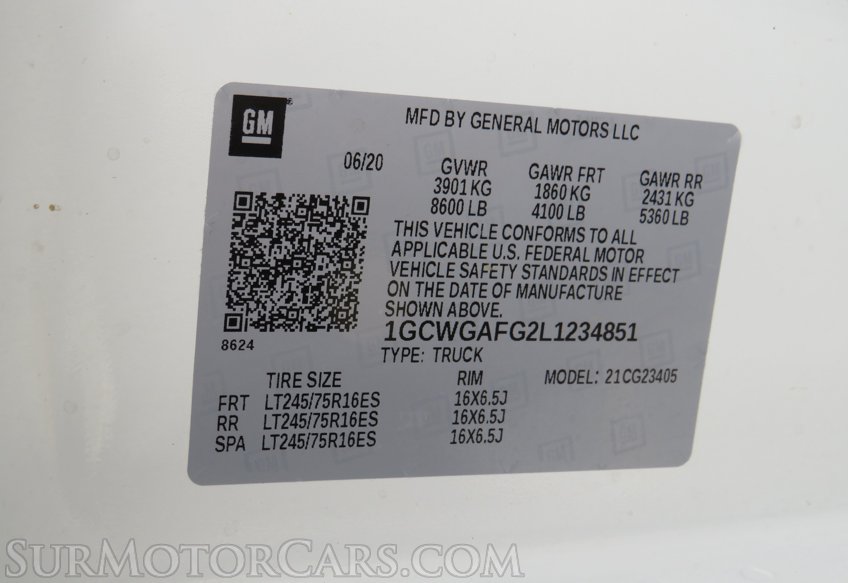 GM
MFD BY GENERAL MOTORS LLC
06/20 GVWR GAWR FRT GAWR RR
3901 KG 1860 KG 2431 KG
8600 LB 4100 LB 5360 LB
THIS VEHICLE CONFORMS TO ALL
APPLICABLE U.S. FEDERAL MOTOR
VEHICLE SAFETY STANDARDS IN EFFECT
ON THE DATE OF MANUFACTURE
SHOWN ABOVE.
8624
1GCWGAFG2L1234851
TYPE: TRUCK
TIRE SIZE RIM MODEL: 21CG23405
FRT LT245/75R16ES 16X6.5J
RR LT245/75R16ES 16X6.5J
SPA LT245/75R16ES 16X6.5J
SURMOTORCARS.COM